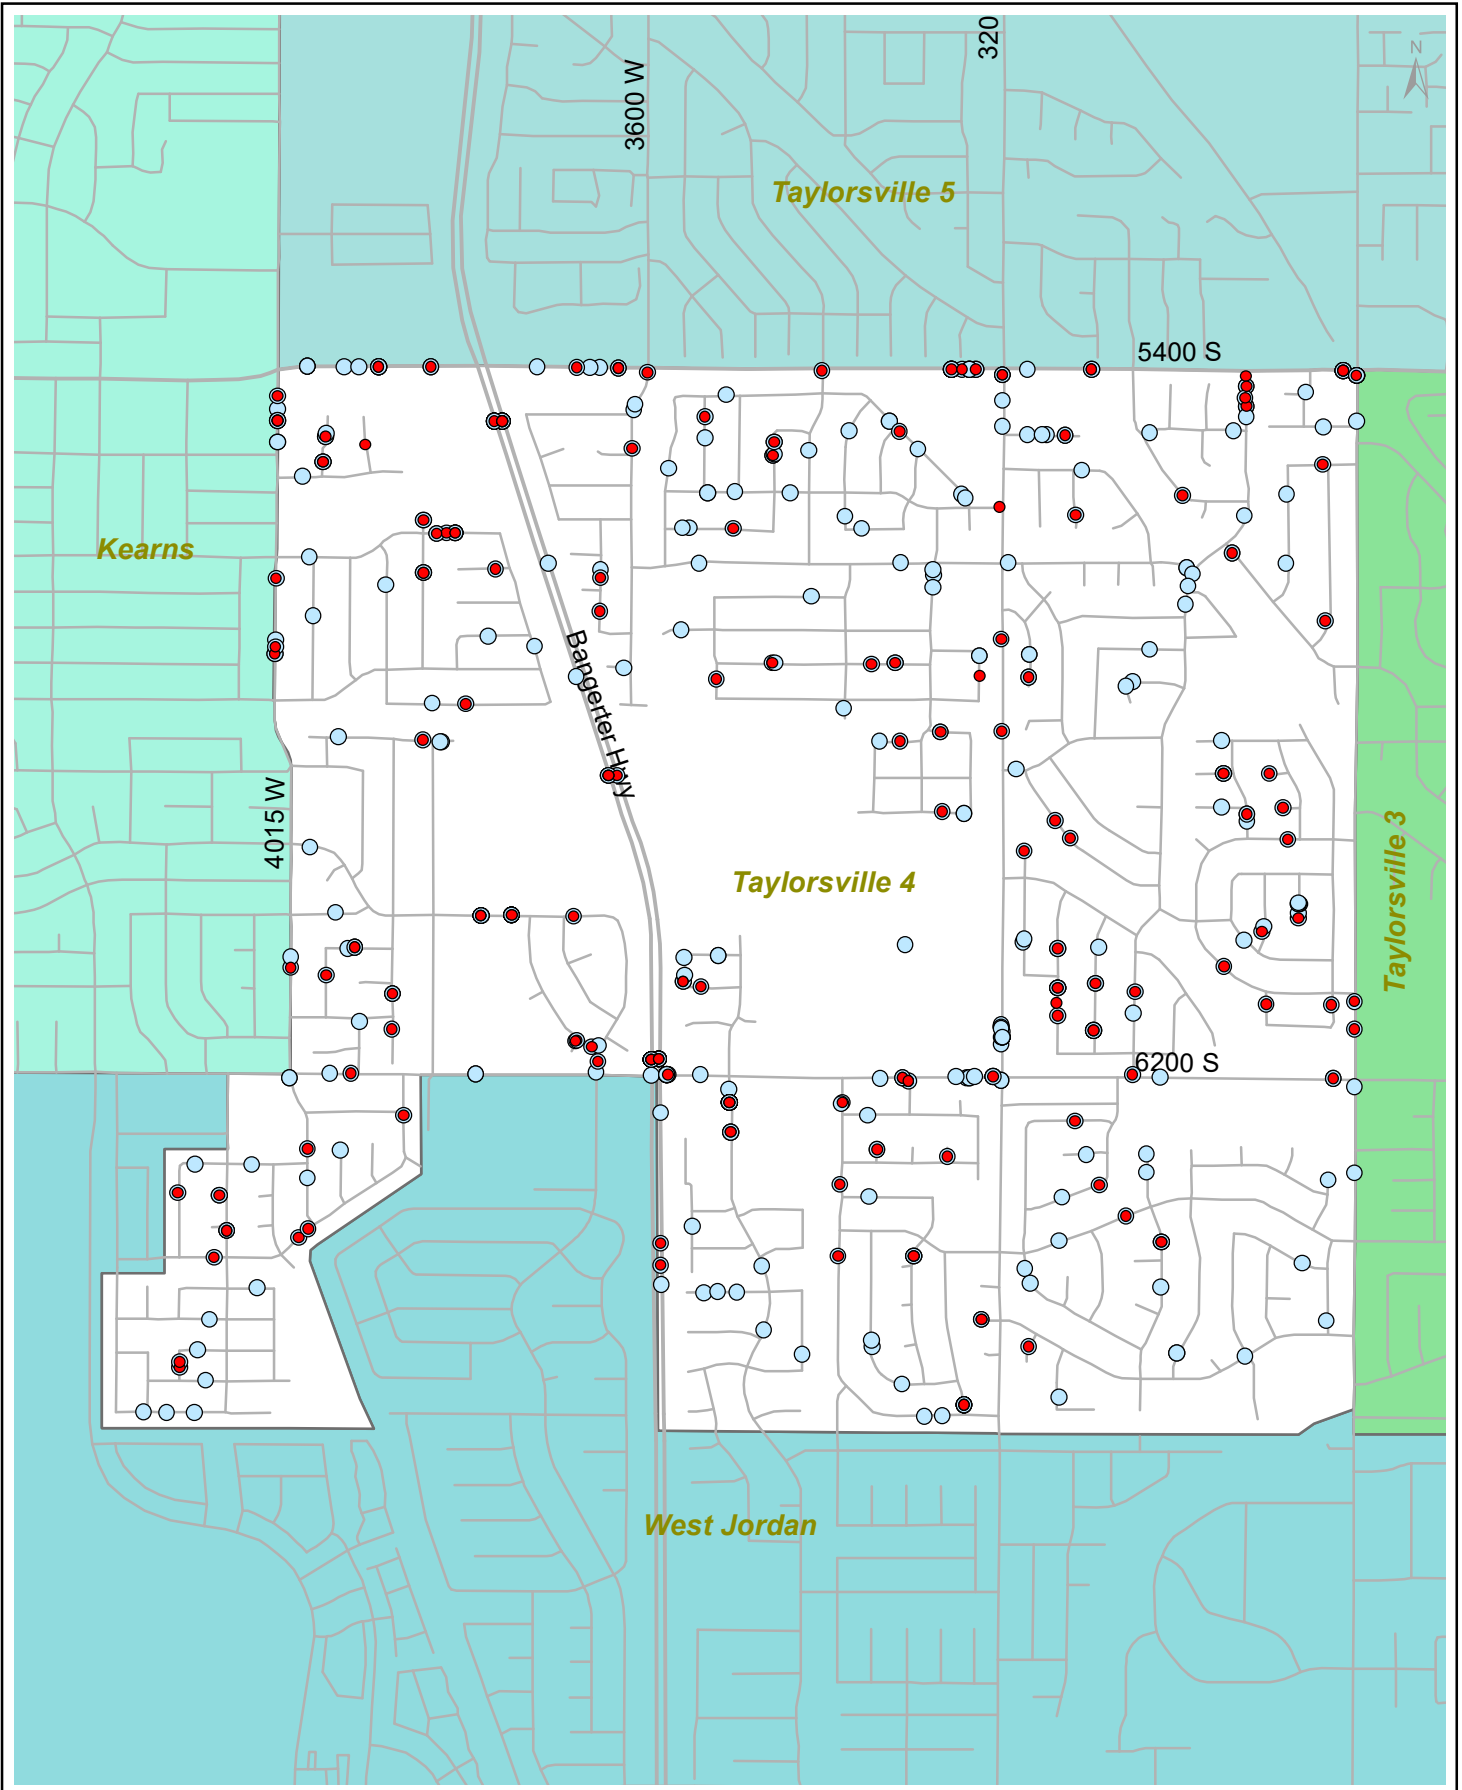 320
3600 W
N
Taylorsville 5
5400 S
Kearns
Bangerter Hwy
4015 W
Taylorsville 4
Taylorsville 3
6200 S
West Jordan